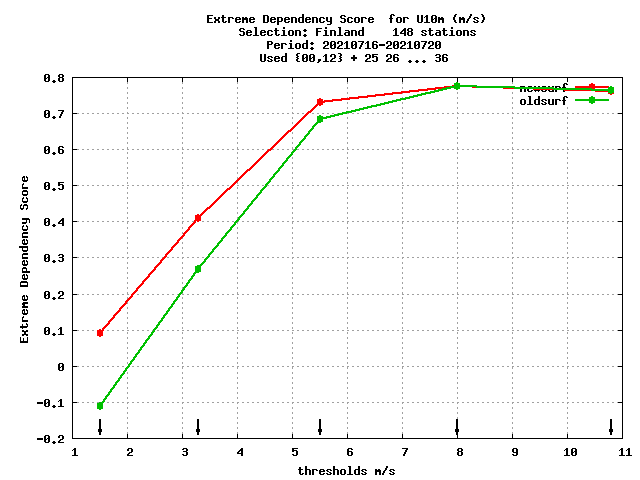 Extreme Dependency Score  for U10m (m/s)
Selection: Finland    148 stations
Period: 20210716-20210720
Used {00,12} + 25 26 ... 36
0.8
0.7
0.6
0.5
0.4
0.3
0.2
0.1
0
-0.1
-0.2
Extreme Dependency Score
newsurf
oldsurf
1 2 3 4 5 6 7 8 9 10 11
thresholds m/s